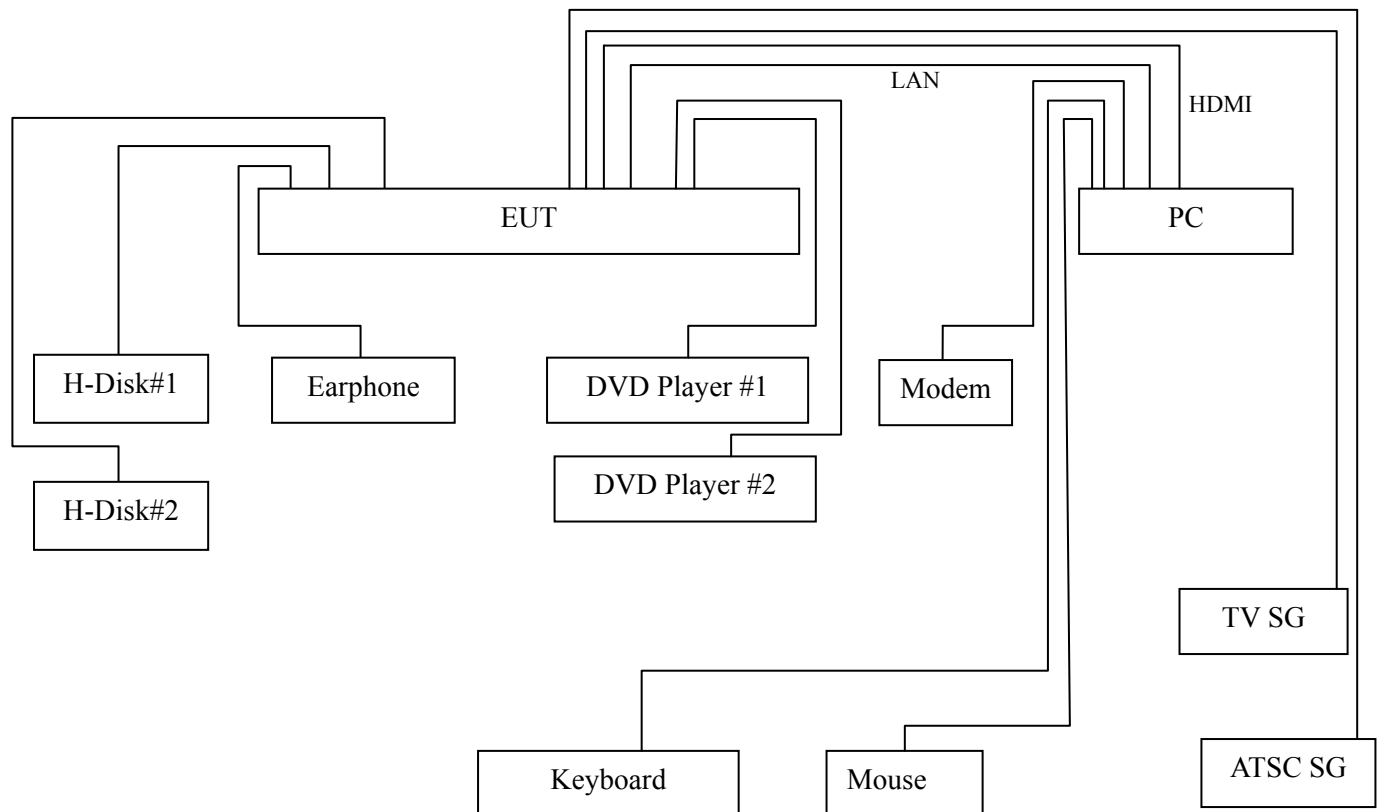 LAN
HDMI
EUT
PC
H-Disk#1
Earphone
DVD Player #1
Modem
DVD Player #2
H-Disk#2
TV SG
Keyboard
Mouse
ATSC SG